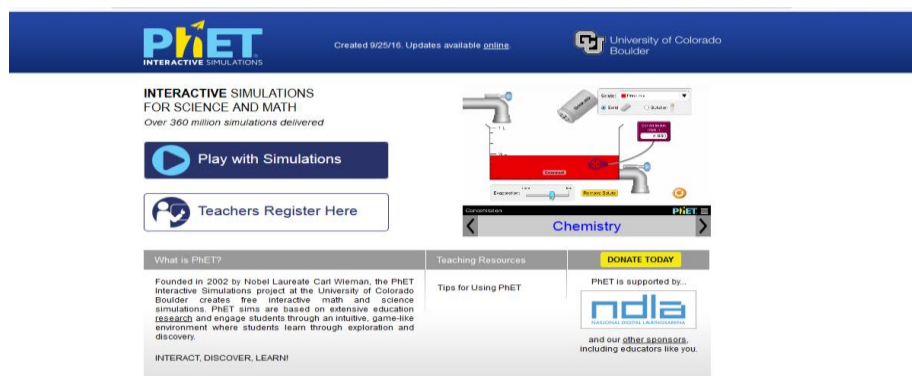 PhET
INTERACTIVE SIMULATIONS
Created 9/25/16. Updates available online.
University of Colorado
Boulder
INTERACTIVE SIMULATIONS
FOR SCIENCE AND MATH
Over 360 million simulations delivered
Play with Simulations
Teachers Register Here
1 L
Evaporation:
Remove Solute
Concentration
PhET
Chemistry
What is PhET?
Founded in 2002 by Nobel Laureate Carl Wieman, the PhET
Interactive Simulations project at the University of Colorado
Boulder creates free interactive math and science
simulations. PhET sims are based on extensive education
research and engage students through an intuitive, game-like
environment where students learn through exploration and
discovery.
INTERACT, DISCOVER, LEARN!
Teaching Resources
Tips for Using PhET
DONATE TODAY
PhET is supported by...
ndla
NASJONAL DIGITAL LÆRINGSARENA
and our other sponsors,
including educators like you.